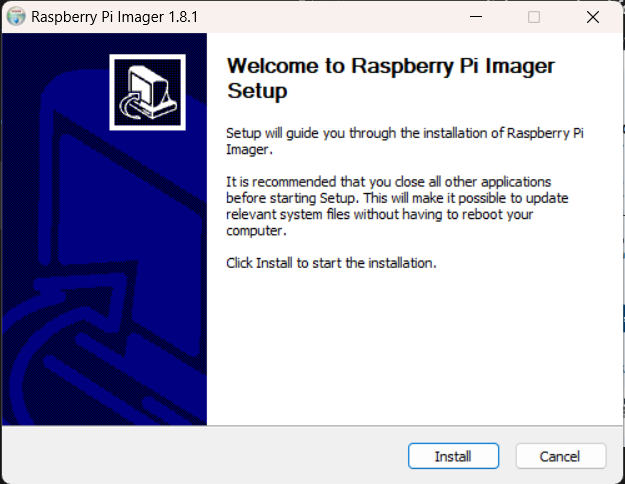 Raspberry Pi Imager 1.8.1
Welcome to Raspberry Pi Imager
Setup
Setup will guide you through the installation of Raspberry Pi
Imager.
It is recommended that you close all other applications
before starting Setup. This will make it possible to update
relevant system files without having to reboot your
computer.
Click Install to start the installation.
Install
Cancel